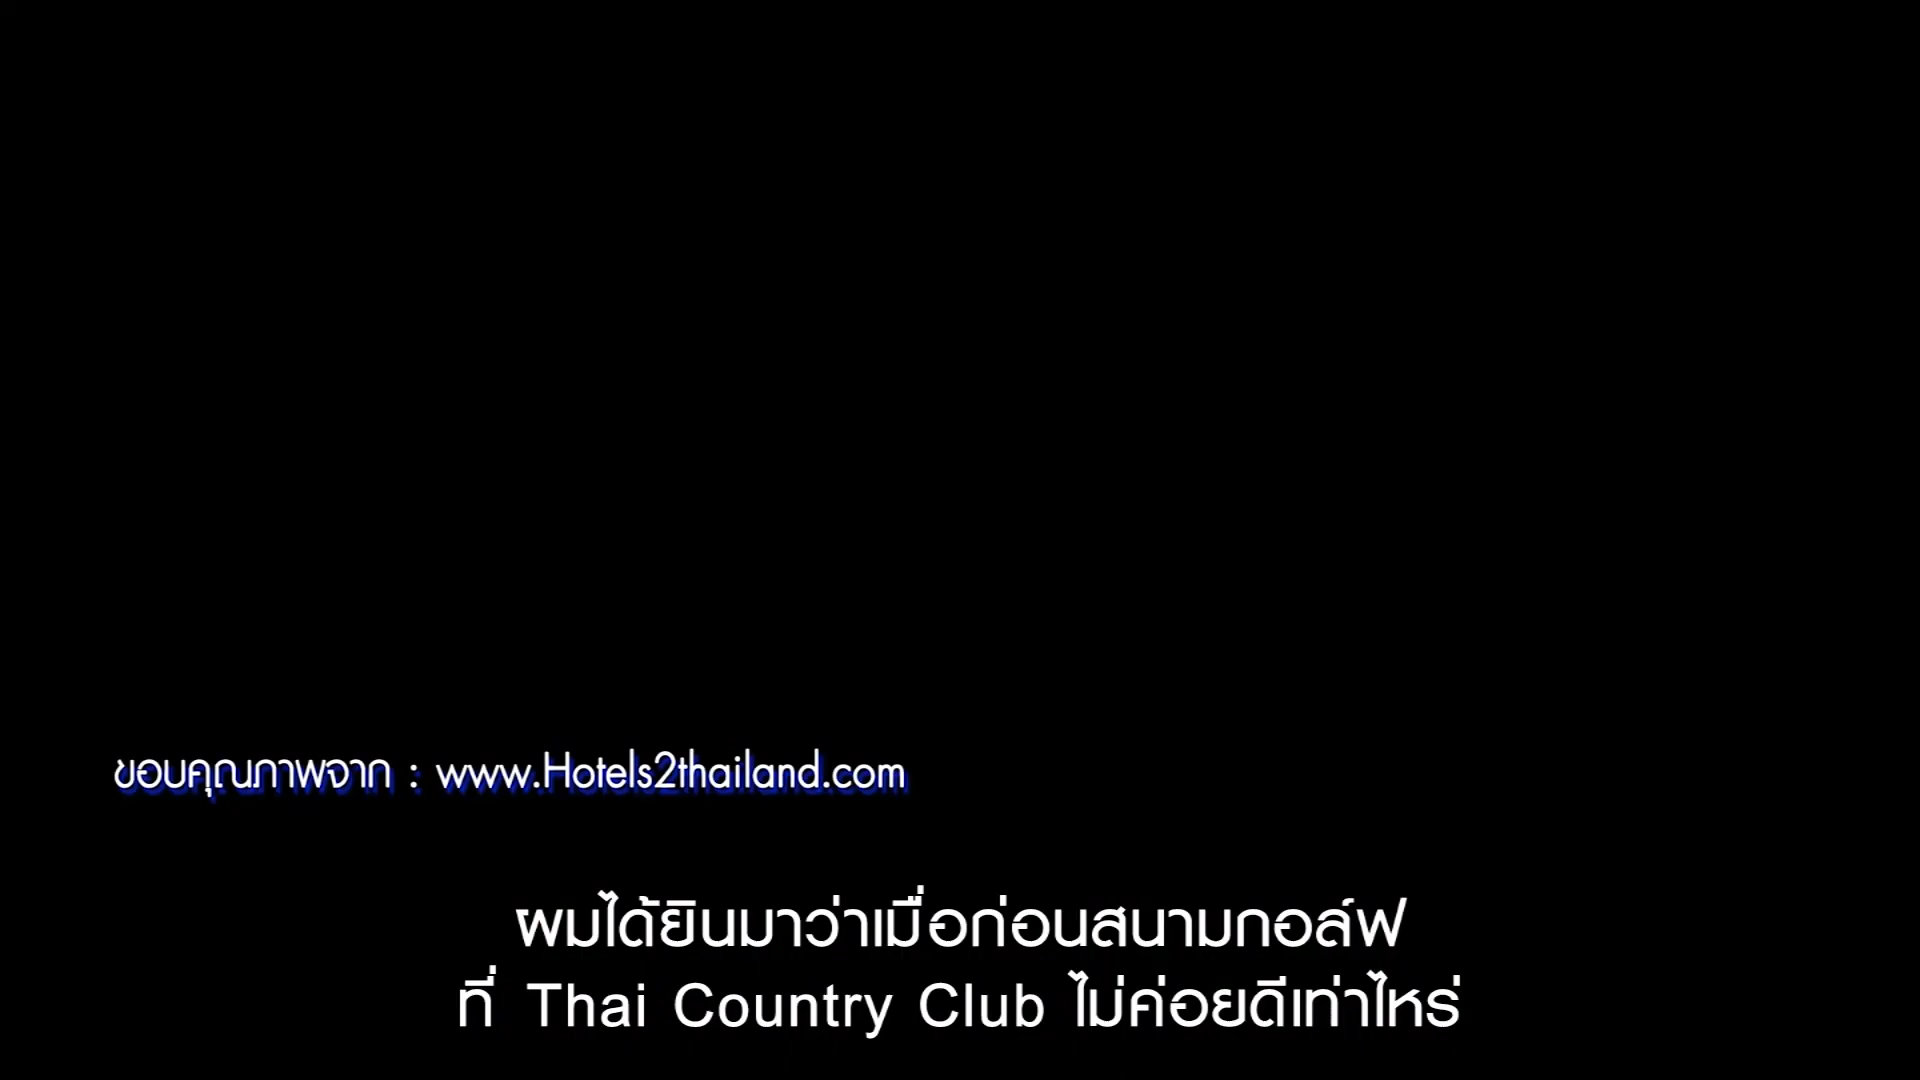 ขอบคุณภาพจาก : www.Hotels2thailand.com
ผมได้ยินมาว่าเมื่อก่อนสนามกอล์ฟ
ที่ Thai Country Club ไม่ค่อยดีเท่าไหร่